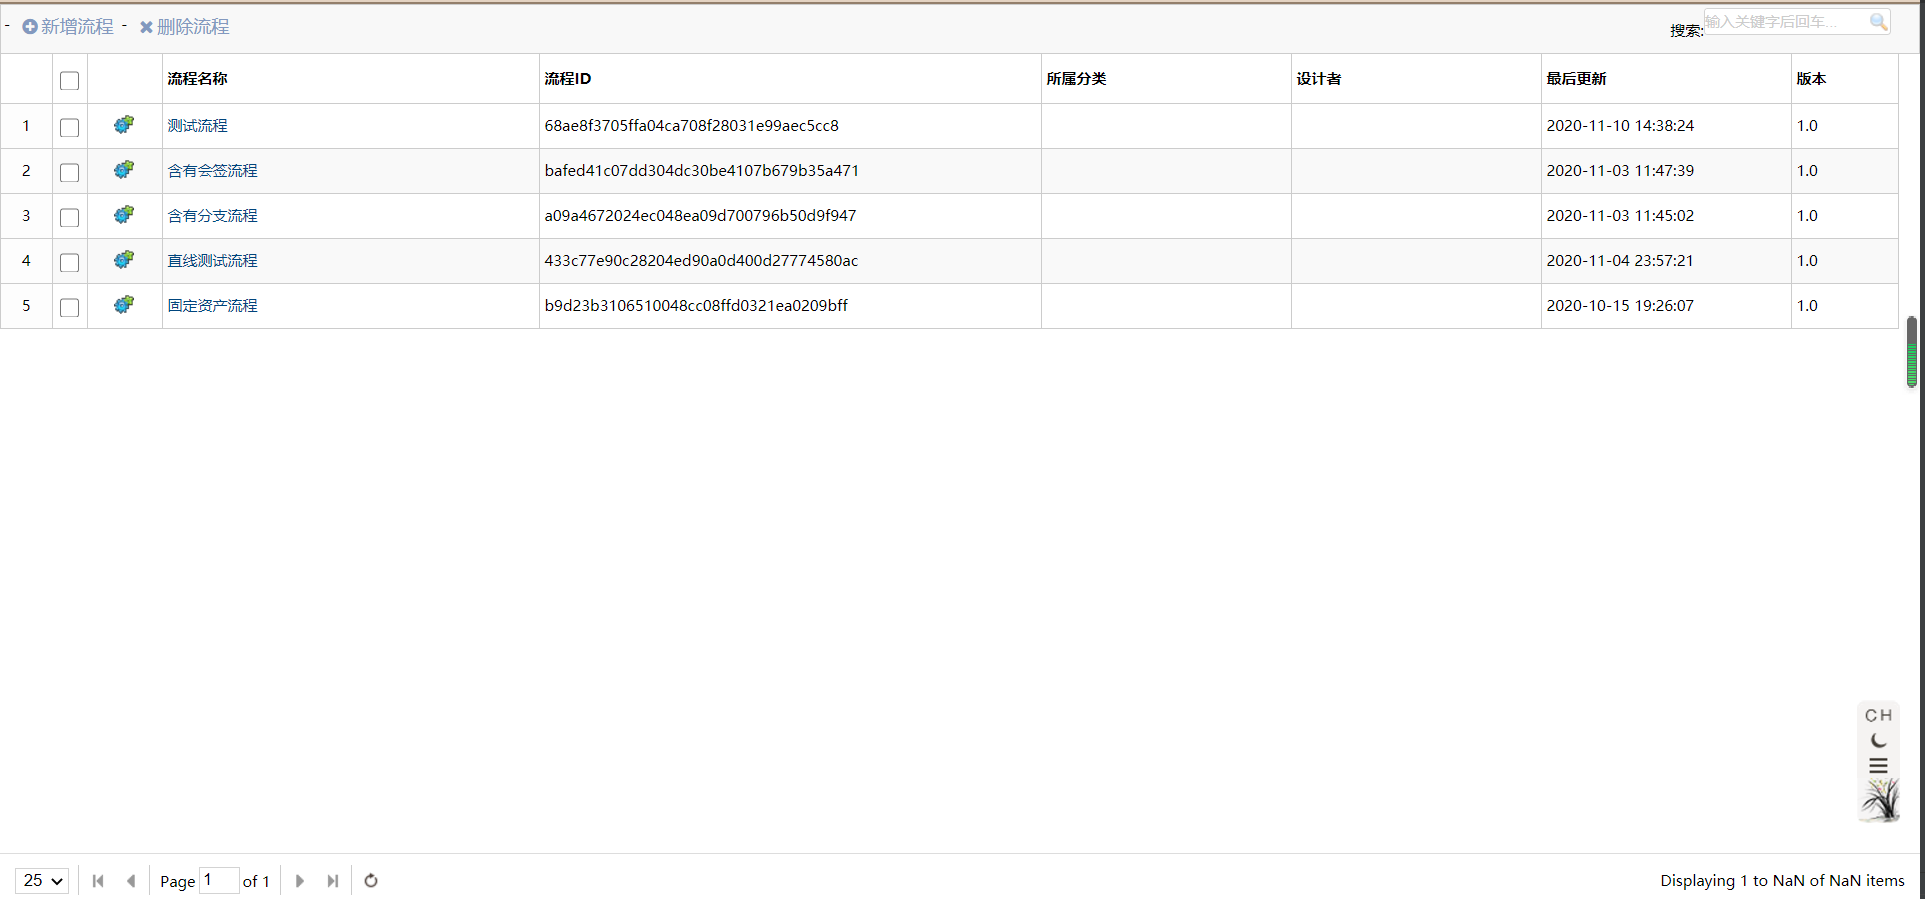 - 新增流程 - 删除流程 搜索: 输入关键字后回车...
流程名称 流程ID 所属分类 设计者 最后更新 版本
1 测试流程 68ae8f3705ffa04ca708f28031e99aec5cc8 2020-11-10 14:38:24 1.0
2 含有会签流程 bafed41c07dd304dc30be4107b679b35a471 2020-11-03 11:47:39 1.0
3 含有分支流程 a09a4672024ec048ea09d700796b50d9f947 2020-11-03 11:45:02 1.0
4 直线测试流程 433c77e90c28204ed90a0d400d27774580ac 2020-11-04 23:57:21 1.0
5 固定资产流程 b9d23b3106510048cc08ffd0321ea0209bff 2020-10-15 19:26:07 1.0
CH
25 Page 1 of 1 Displaying 1 to NaN of NaN items